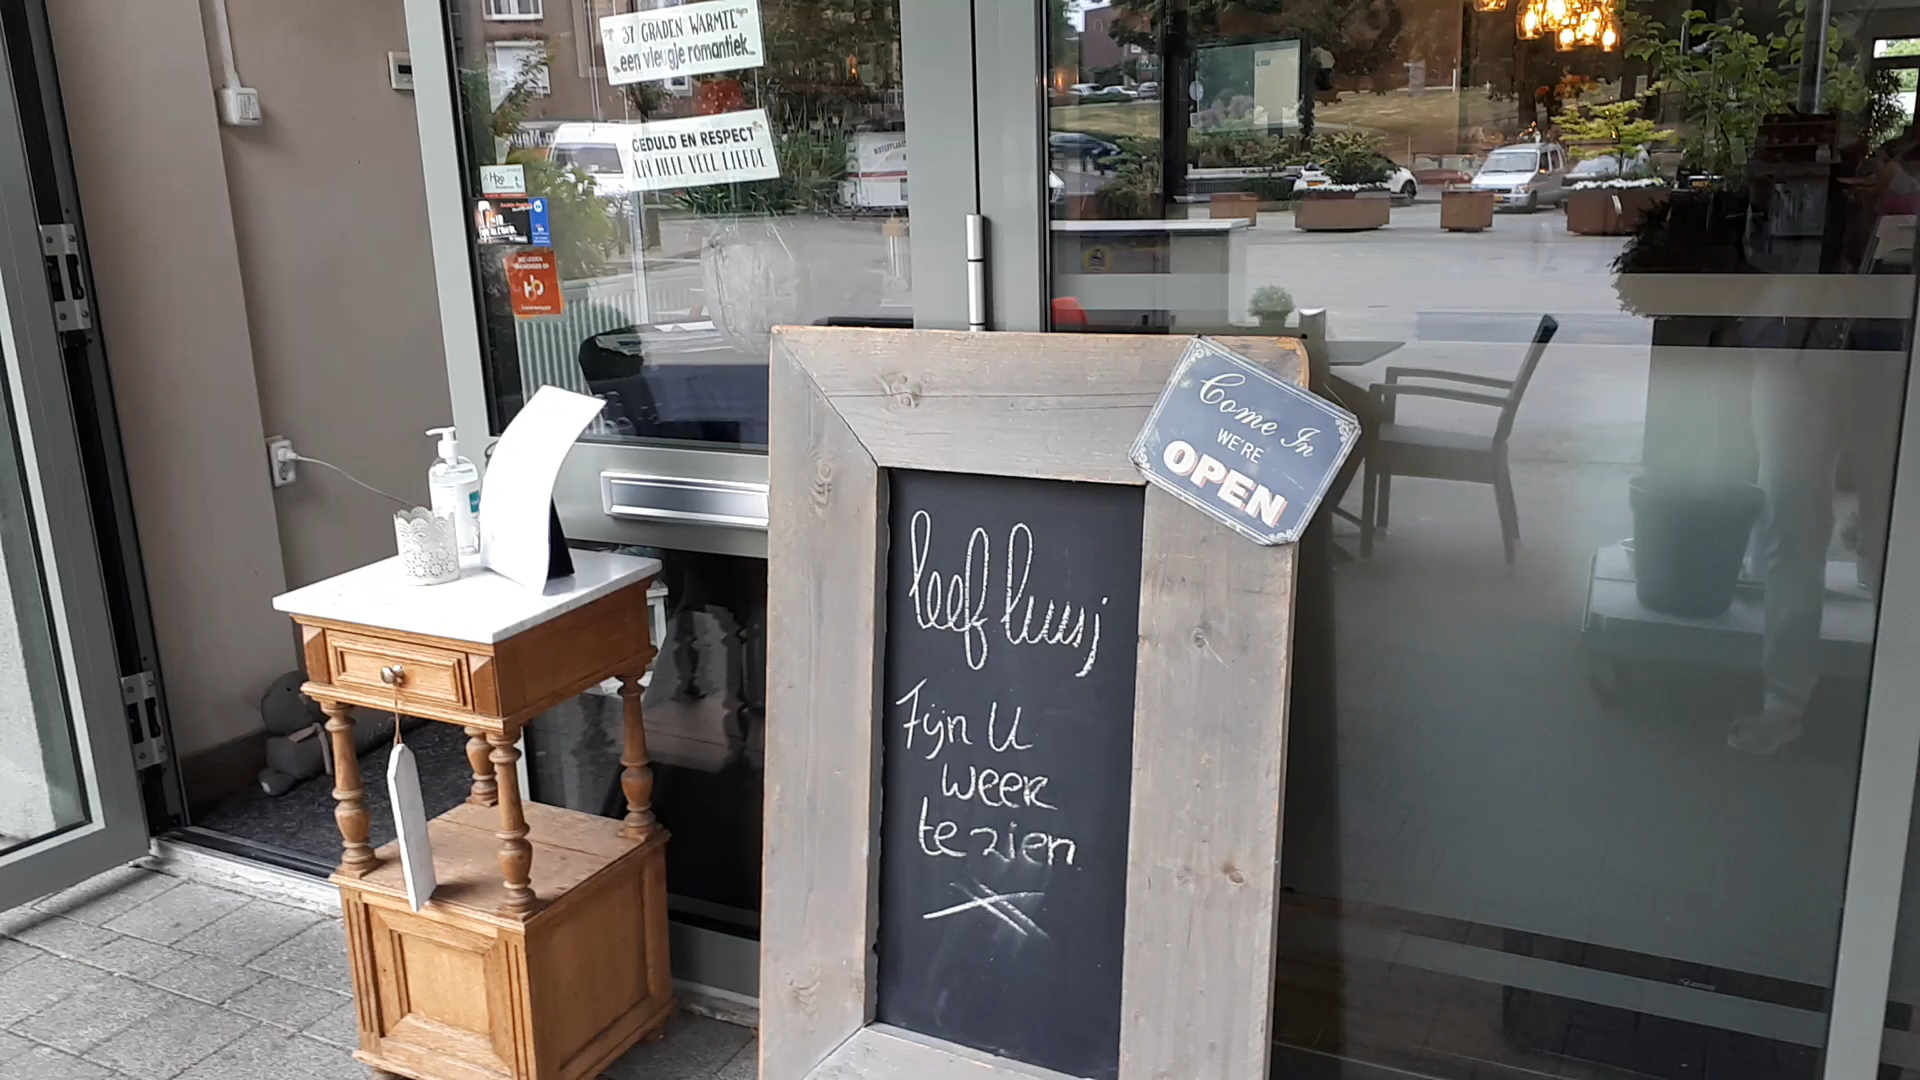 37 GRADEN WARMTE
een vleugje romantiek
GEDULD EN RESPECT
EN HEEL VEEL LIEFDE
Come In
WE'RE
OPEN
leef luusj
Fijn U
weer
te zien